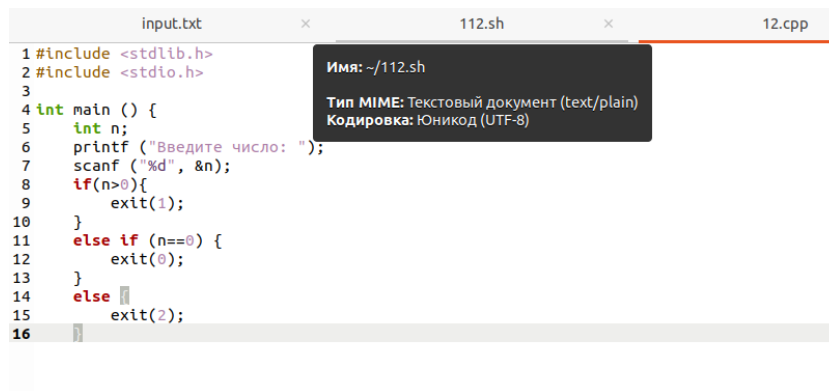 input.txt × 112.sh × 12.cpp
1 #include <stdlib.h>
2 #include <stdio.h>
3
4 int main () {
5     int n;
6     printf ("Введите число: ");
7     scanf ("%d", &n);
8     if(n>0){
9         exit(1);
10     }
11     else if (n==0) {
12         exit(0);
13     }
14     else {
15         exit(2);
16     }
Имя: ~/112.sh
Тип MIME: Текстовый документ (text/plain)
Кодировка: Юникод (UTF-8)